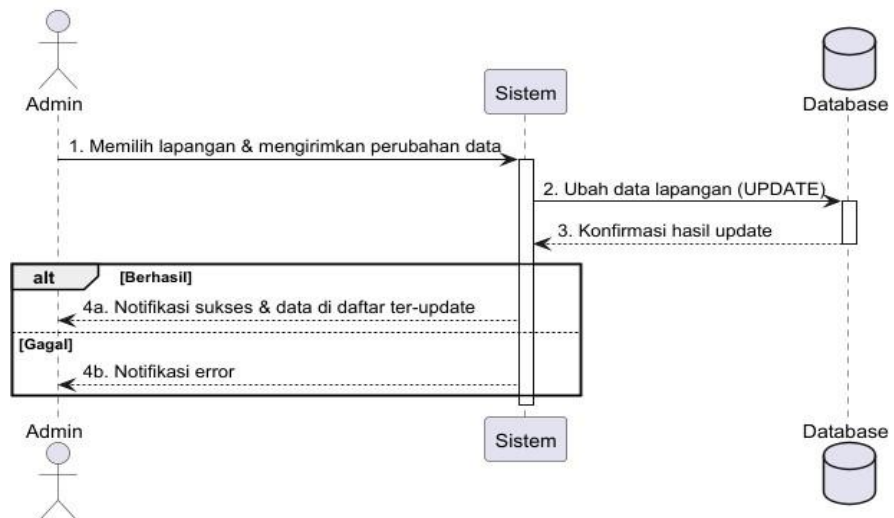 Admin
Sistem
Database
1. Memilih lapangan & mengirimkan perubahan data
2. Ubah data lapangan (UPDATE)
3. Konfirmasi hasil update
alt [Berhasil]
4a. Notifikasi sukses & data di daftar ter-update
[Gagal]
4b. Notifikasi error
Admin
Sistem
Database